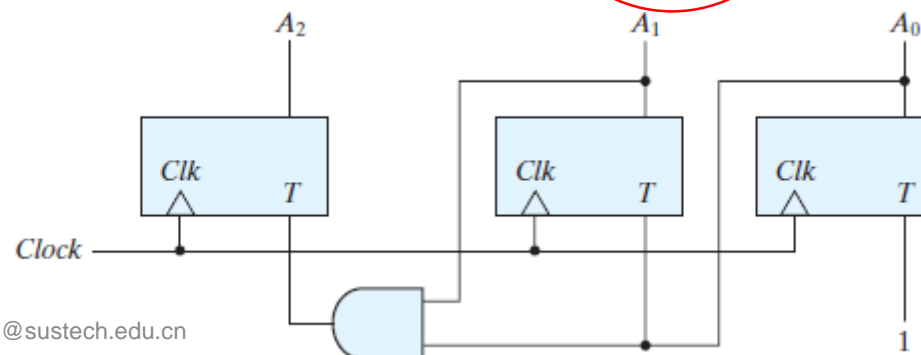 A2 A1 A0
Clk T Clk T Clk T
Clock
@sustech.edu.cn
1